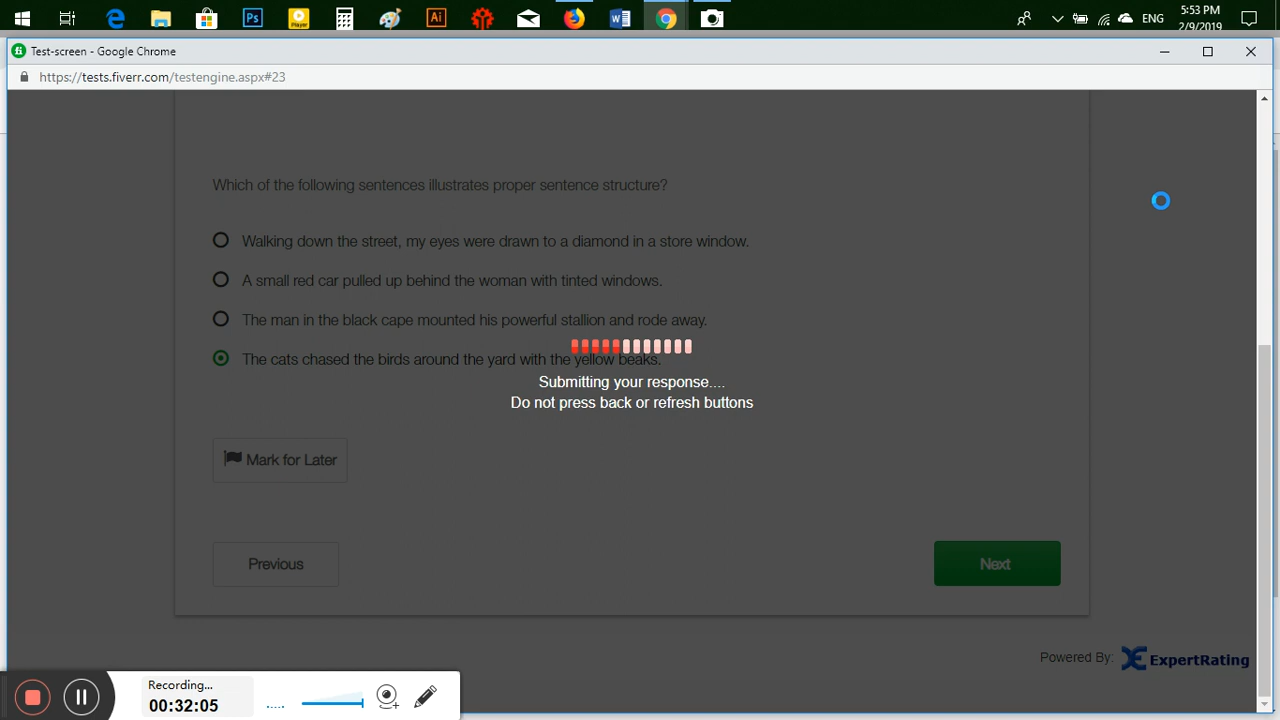 Ps
Player
Ai
W
ENG
5:53 PM
2/9/2019
fi Test-screen - Google Chrome
https://tests.fiverr.com/testengine.aspx#23
Which of the following sentences illustrates proper sentence structure?
Walking down the street, my eyes were drawn to a diamond in a store window.
A small red car pulled up behind the woman with tinted windows.
The man in the black cape mounted his powerful stallion and rode away.
The cats chased the birds around the yard with the yellow beaks.
Submitting your response....
Do not press back or refresh buttons
Mark for Later
Previous
Next
Powered By: ExpertRating
Recording...
00:32:05